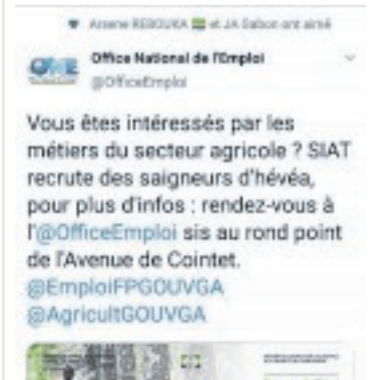 Arsene REBOUKA et JA Gabon ont aimé
Office National de l'Emploi
@OfficeEmploi
ONE
Vous êtes intéressés par les
métiers du secteur agricole ? SIAT
recrute des saigneurs d'hévéa,
pour plus d'infos : rendez-vous à
l'@OfficeEmploi sis au rond point
de l'Avenue de Cointet.
@EmploiFPGOUVGA
@AgricultGOUVGA